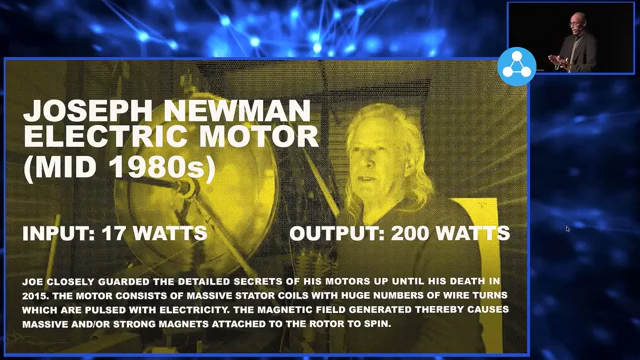 JOSEPH NEWMAN
ELECTRIC MOTOR
(MID 1980s)
INPUT: 17 WATTS
OUTPUT: 200 WATTS
JOE CLOSELY GUARDED THE DETAILED SECRETS OF HIS MOTORS UP UNTIL HIS DEATH IN
2015. THE MOTOR CONSISTS OF MASSIVE STATOR COILS WITH HUGE NUMBERS OF WIRE TURNS
WHICH ARE PULSED WITH ELECTRICITY. THE MAGNETIC FIELD GENERATED THEREBY CAUSES
MASSIVE AND/OR STRONG MAGNETS ATTACHED TO THE ROTOR TO SPIN.